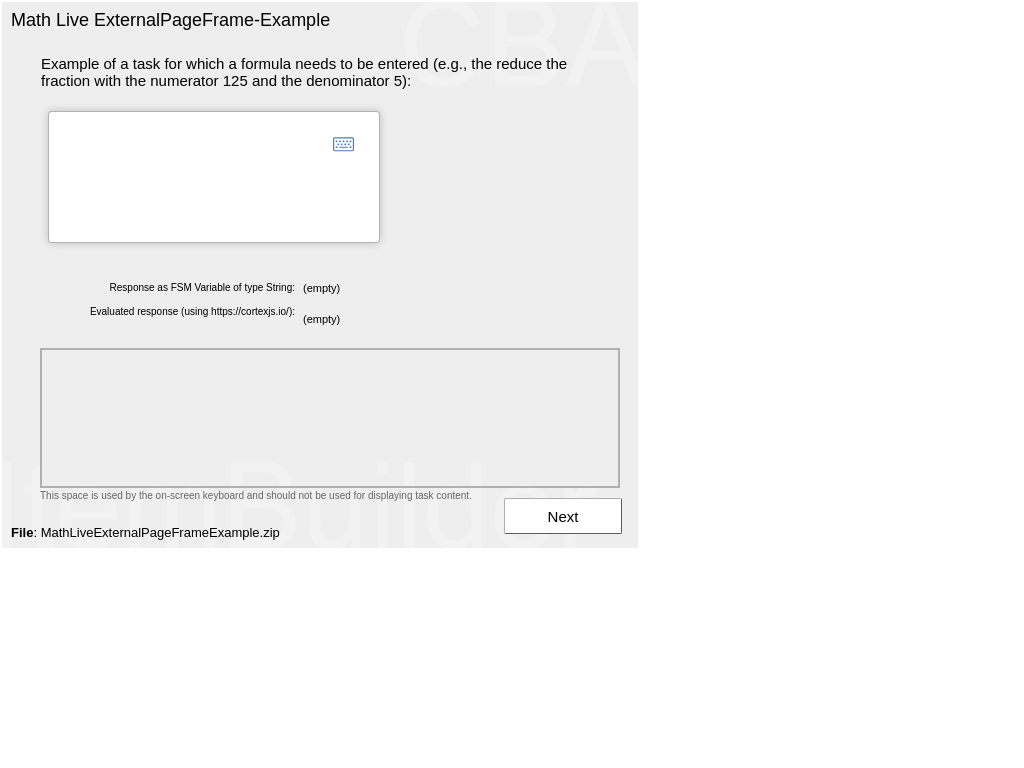 CBA
Math Live ExternalPageFrame-Example
Example of a task for which a formula needs to be entered (e.g., the reduce the
fraction with the numerator 125 and the denominator 5):
Response as FSM Variable of type String: (empty)
Evaluated response (using https://cortexjs.io/): (empty)
ItemBuilder
This space is used by the on-screen keyboard and should not be used for displaying task content.
Next
File: MathLiveExternalPageFrameExample.zip